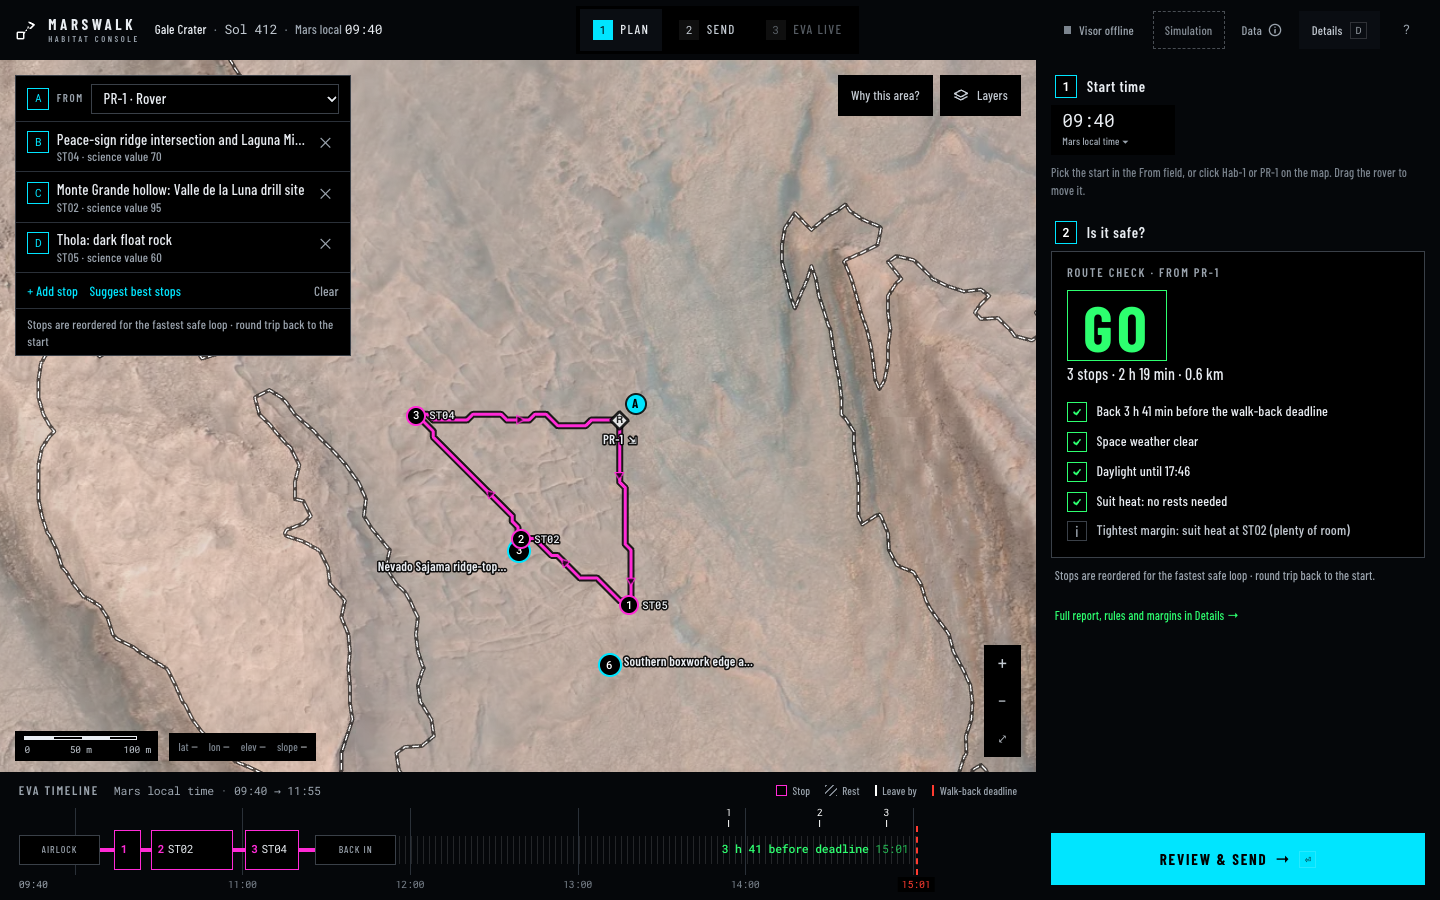 MARSWALK
HABITAT CONSOLE
Gale Crater · Sol 412 · Mars local 09:40
1 PLAN
2 SEND
3 EVA LIVE
Visor offline
Simulation
Data
Details D
?
A FROM PR-1 · Rover
B Peace-sign ridge intersection and Laguna Mi...
ST04 · science value 70
C Monte Grande hollow: Valle de la Luna drill site
ST02 · science value 95
D Thola: dark float rock
ST05 · science value 60
+ Add stop Suggest best stops Clear
Stops are reordered for the fastest safe loop · round trip back to the
start
Why this area?
Layers
A
PR-1
3 ST04
2 ST02
3
Nevado Sajama ridge-top...
1 ST05
6 Southern boxwork edge a...
+
−
0 50 m 100 m
lat — lon — elev — slope —
1 Start time
09:40
Mars local time
Pick the start in the From field, or click Hab-1 or PR-1 on the map. Drag the rover to
move it.
2 Is it safe?
ROUTE CHECK · FROM PR-1
GO
3 stops · 2 h 19 min · 0.6 km
Back 3 h 41 min before the walk-back deadline
Space weather clear
Daylight until 17:46
Suit heat: no rests needed
i Tightest margin: suit heat at ST02 (plenty of room)
Stops are reordered for the fastest safe loop · round trip back to the start.
Full report, rules and margins in Details →
REVIEW & SEND →
EVA TIMELINE Mars local time · 09:40 → 11:55
Stop Rest Leave by Walk-back deadline
1 2 3
AIRLOCK 1 2 ST02 3 ST04 BACK IN 3 h 41 before deadline 15:01
09:40 11:00 12:00 13:00 14:00 15:01